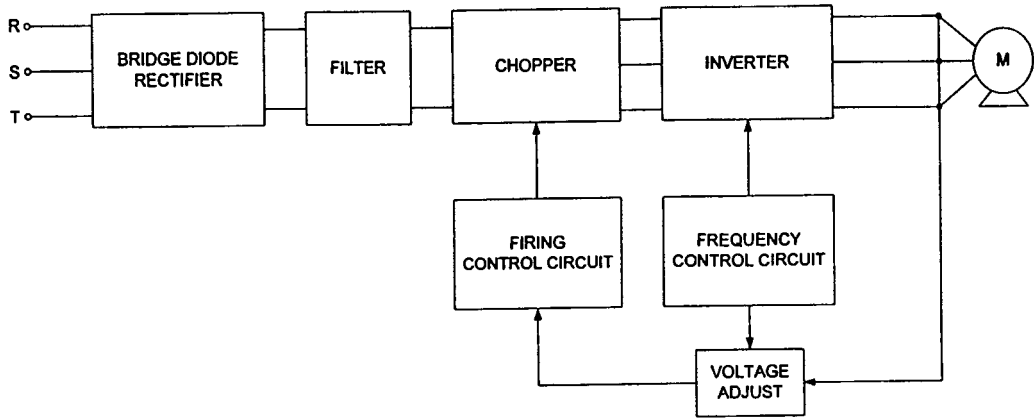 R
S
T
BRIDGE DIODE
RECTIFIER
FILTER
CHOPPER
INVERTER
M
FIRING
CONTROL CIRCUIT
FREQUENCY
CONTROL CIRCUIT
VOLTAGE
ADJUST